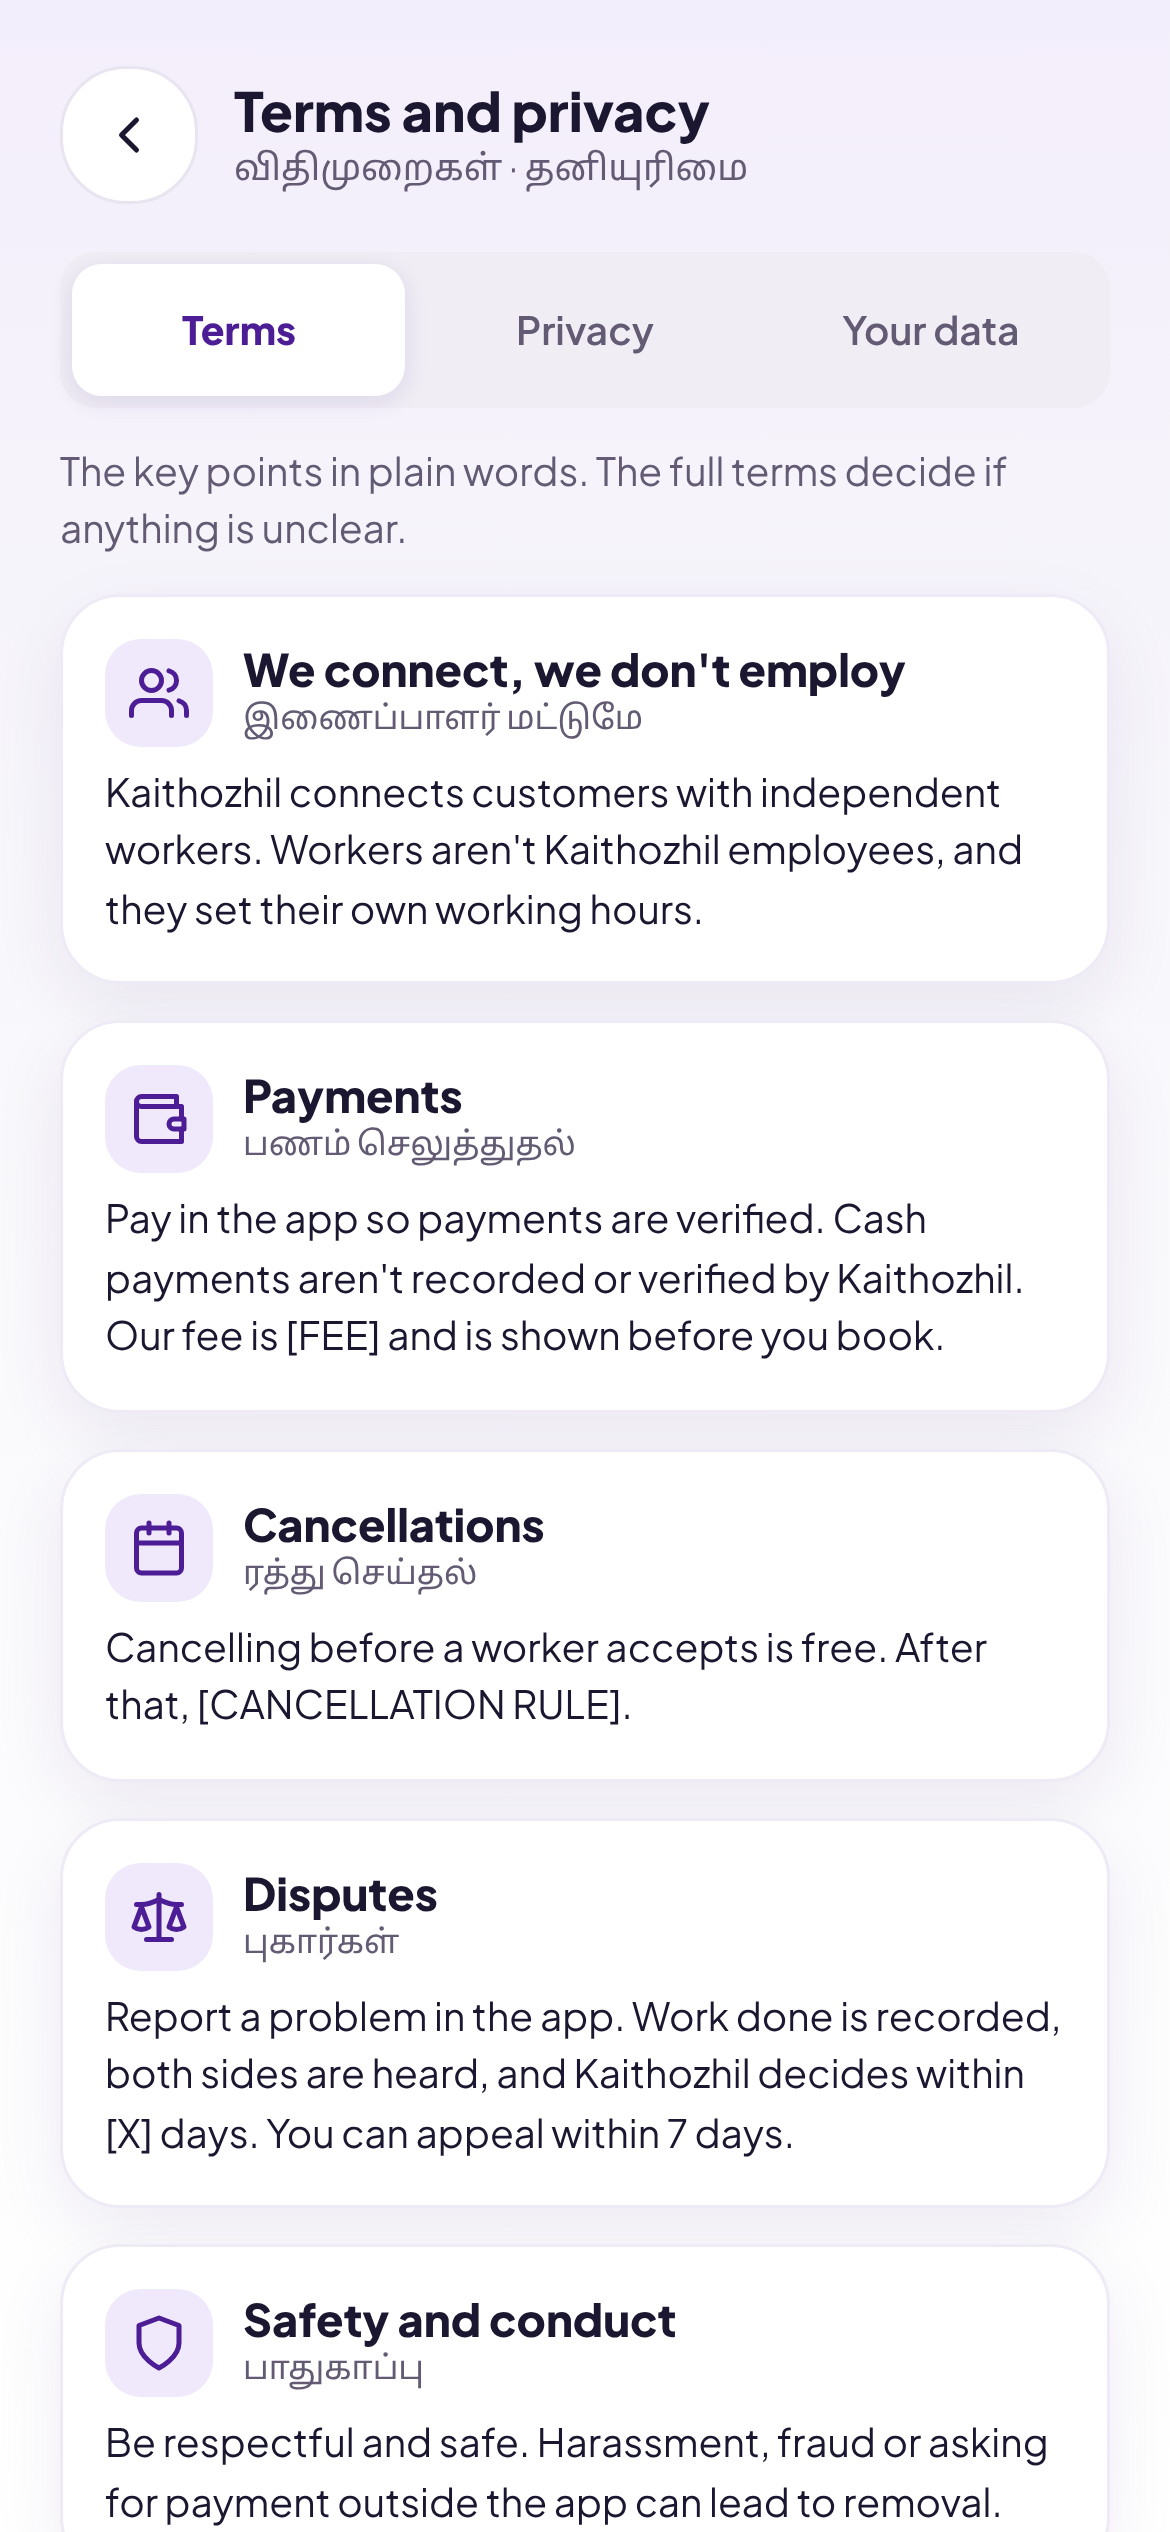 Terms and privacy
விதிமுறைகள் · தனியுரிமை
Terms
Privacy
Your data
The key points in plain words. The full terms decide if
anything is unclear.
We connect, we don't employ
இணைப்பாளர் மட்டுமே
Kaithozhil connects customers with independent
workers. Workers aren't Kaithozhil employees, and
they set their own working hours.
Payments
பணம் செலுத்துதல்
Pay in the app so payments are verified. Cash
payments aren't recorded or verified by Kaithozhil.
Our fee is [FEE] and is shown before you book.
Cancellations
ரத்து செய்தல்
Cancelling before a worker accepts is free. After
that, [CANCELLATION RULE].
Disputes
புகார்கள்
Report a problem in the app. Work done is recorded,
both sides are heard, and Kaithozhil decides within
[X] days. You can appeal within 7 days.
Safety and conduct
பாதுகாப்பு
Be respectful and safe. Harassment, fraud or asking
for payment outside the app can lead to removal.